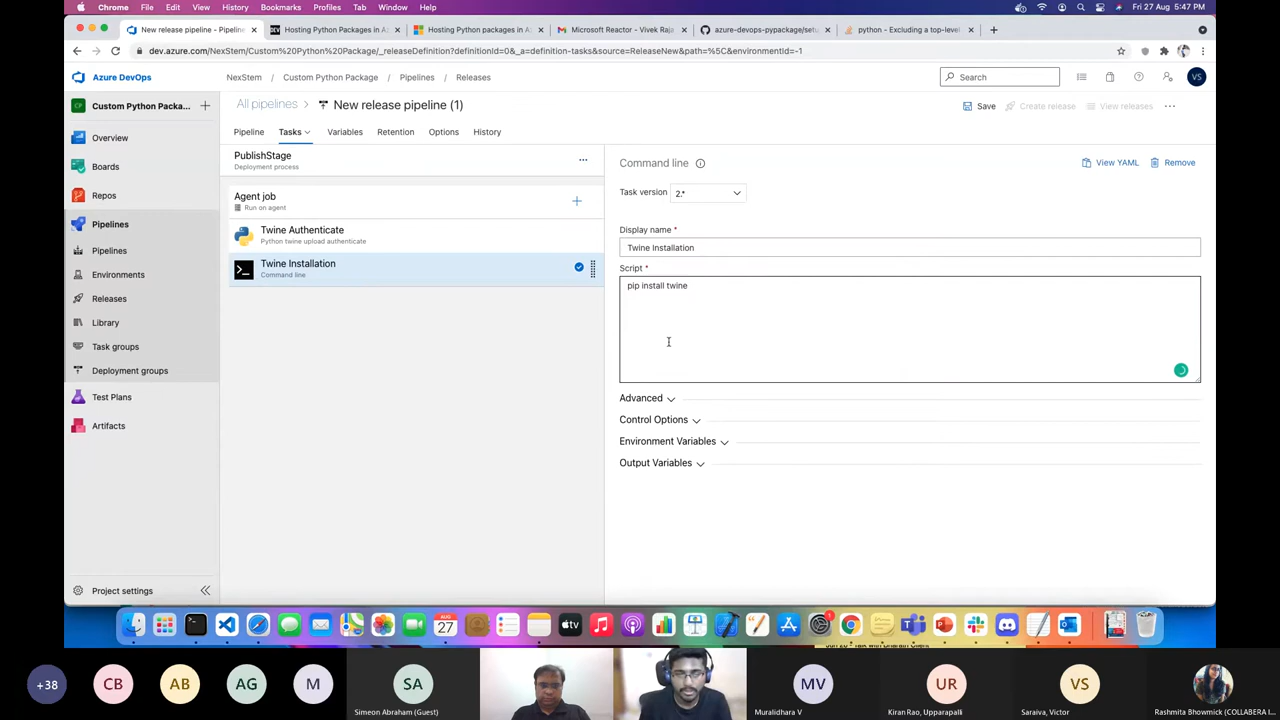 Chrome File Edit View History Bookmarks Profiles Tab Window Help Fri 27 Aug 5:47 PM
New release pipeline - Pipeline Hosting Python Packages in Az Hosting Python packages in Az Microsoft Reactor - Vivek Raja azure-devops-pypackage/setu python - Excluding a top-level
dev.azure.com/NexStem/Custom%20Python%20Package/_releaseDefinition?definitionId=0&_a=definition-tasks&source=ReleaseNew&path=%5C&environmentId=-1
Azure DevOps NexStem / Custom Python Package / Pipelines / Releases Search VS
CP Custom Python Packa... +
All pipelines > New release pipeline (1) Save Create release View releases ...
Pipeline Tasks Variables Retention Options History
Overview
Boards
Repos
Pipelines
Pipelines
Environments
Releases
Library
Task groups
Deployment groups
Test Plans
Artifacts
Project settings
PublishStage
Deployment process
Agent job
Run on agent
Twine Authenticate
Python twine upload authenticate
Twine Installation
Command line
Command line View YAML Remove
Task version 2.*
Display name *
Twine Installation
Script *
pip install twine
Advanced
Control Options
Environment Variables
Output Variables
AUG
27
tv
1
+38 CB AB AG M SA MV UR VS
Simeon Abraham (Guest) Muralidhara V Kiran Rao, Upparapalli Saraiva, Victor Rashmita Bhowmick (COLLABERA I...